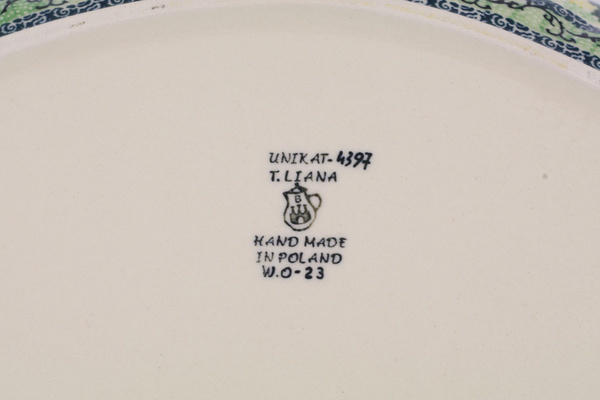 UNIKAT-4397
T. LIANA
B
HAND MADE
IN POLAND
W.O-23